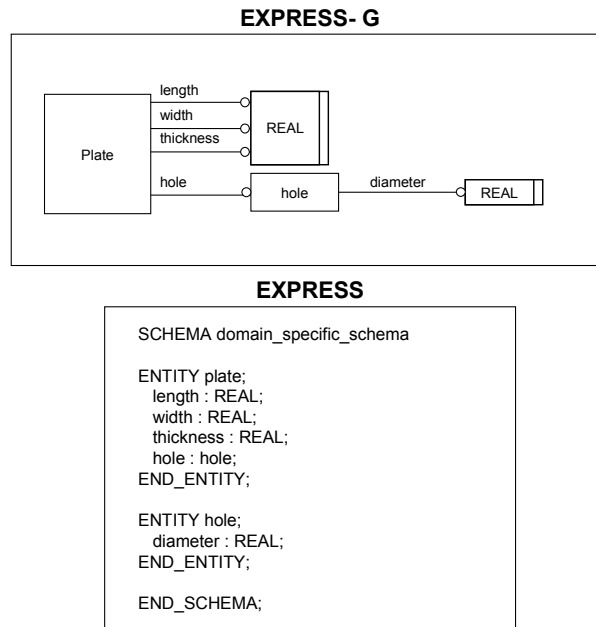 EXPRESS- G
length
width
thickness
REAL
Plate
hole
hole
diameter
REAL
EXPRESS
SCHEMA domain_specific_schema
ENTITY plate;
length : REAL;
width : REAL;
thickness : REAL;
hole : hole;
END_ENTITY;
ENTITY hole;
diameter : REAL;
END_ENTITY;
END_SCHEMA;